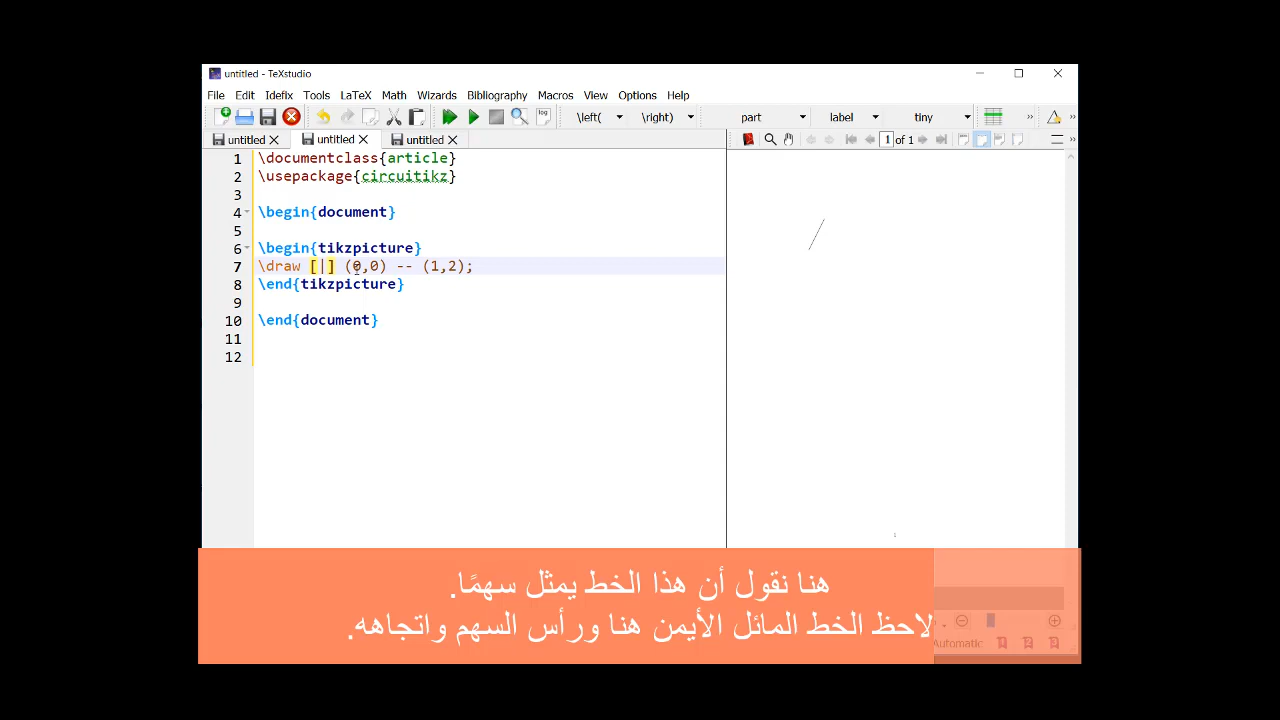 untitled - TeXstudio
File Edit Idefix Tools LaTeX Math Wizards Bibliography Macros View Options Help
\left( \right) part label tiny
untitled untitled untitled 1 of 1
1 \documentclass{article}
2 \usepackage{circuitikz}
3
4 \begin{document}
5
6 \begin{tikzpicture}
7 \draw [|] (0,0) -- (1,2);
8 \end{tikzpicture}
9
10 \end{document}
11
12
هنا نقول أن هذا الخط يمثل سهمًا.
لاحظ الخط المائل الأيمن هنا ورأس السهم واتجاهه.
Automatic